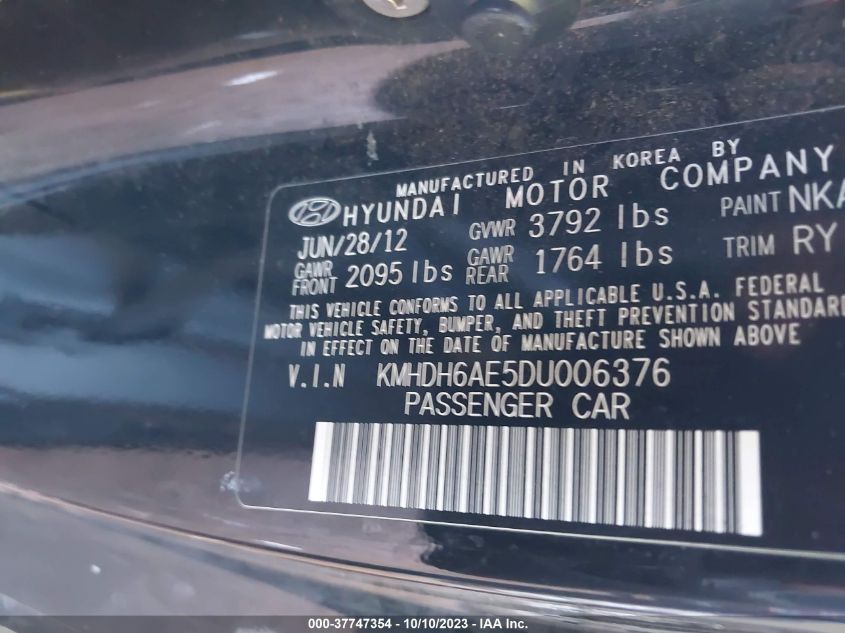 MANUFACTURED IN KOREA BY
HYUNDAI MOTOR COMPANY
JUN/28/12 GVWR 3792 lbs PAINT NKA
GAWR FRONT 2095 lbs GAWR REAR 1764 lbs TRIM RY
THIS VEHICLE CONFORMS TO ALL APPLICABLE U.S.A. FEDERAL
MOTOR VEHICLE SAFETY, BUMPER, AND THEFT PREVENTION STANDARD
IN EFFECT ON THE DATE OF MANUFACTURE SHOWN ABOVE
V.I.N KMHDH6AE5DU006376
PASSENGER CAR
000-37747354 - 10/10/2023 - IAA Inc.